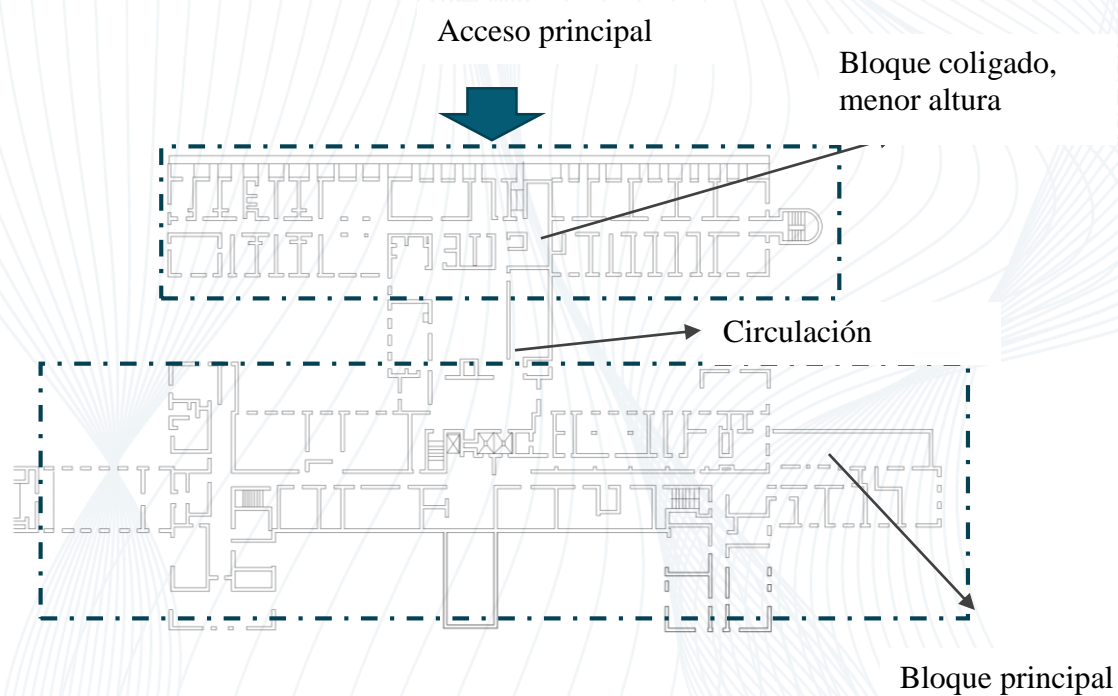 Acceso principal
Bloque coligado,
menor altura
Circulación
Bloque principal